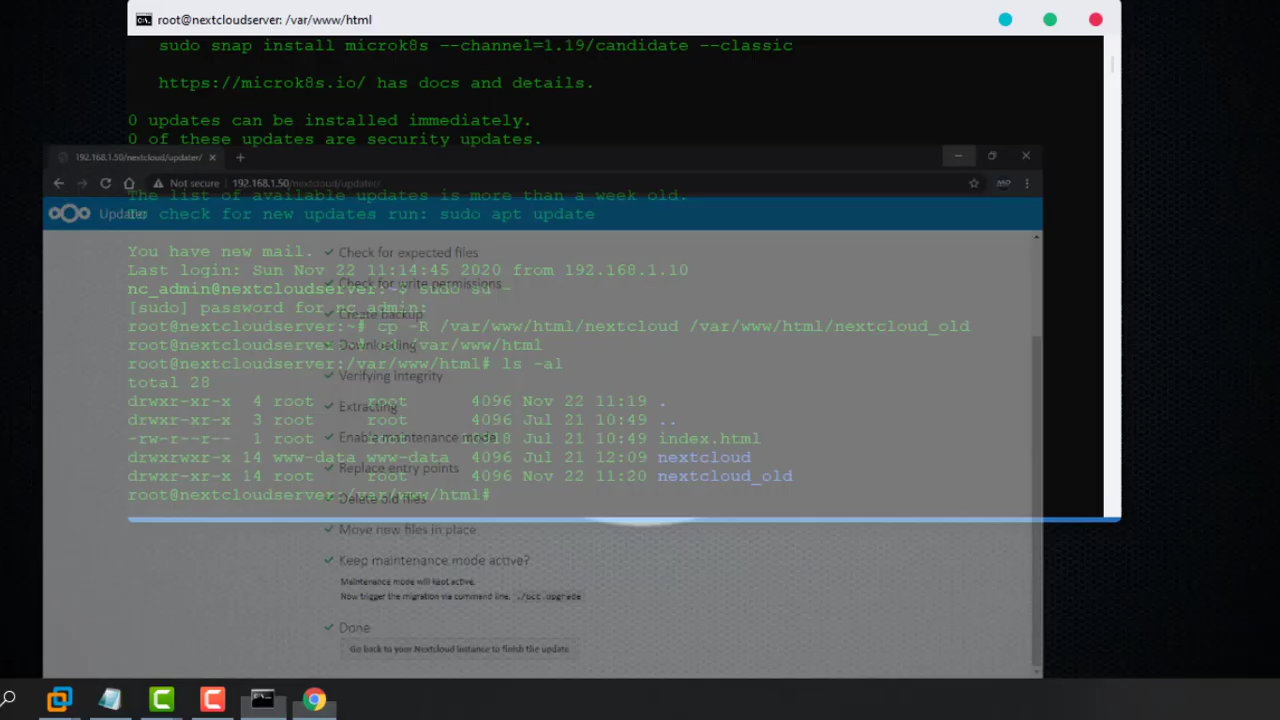 root@nextcloudserver: /var/www/html
sudo snap install microk8s --channel=1.19/candidate --classic
https://microk8s.io/ has docs and details.
0 updates can be installed immediately.
0 of these updates are security updates.
192.168.1.50/nextcloud/updater/
Not secure
192.168.1.50/nextcloud/updater/
The list of available updates is more than a week old.
To check for new updates run: sudo apt update
Updater
You have new mail.
Check for expected files
Last login: Sun Nov 22 11:14:45 2020 from 192.168.1.10
Check for write permissions
nc_admin@nextcloudserver:~$ sudo su -
[sudo] password for nc_admin:
Create backup
root@nextcloudserver:~# cp -R /var/www/html/nextcloud /var/www/html/nextcloud_old
root@nextcloudserver:~# cd /var/www/html
Downloading
root@nextcloudserver:/var/www/html# ls -al
Verifying integrity
total 28
drwxr-xr-x 4 root root 4096 Nov 22 11:19 .
Extracting
drwxr-xr-x 3 root root 4096 Jul 21 10:49 ..
-rw-r--r-- 1 root root 10918 Jul 21 10:49 index.html
Enable maintenance mode
drwxrwxr-x 14 www-data www-data 4096 Jul 21 12:09 nextcloud
Replace entry points
drwxr-xr-x 14 root root 4096 Nov 22 11:20 nextcloud_old
root@nextcloudserver:/var/www/html#
Delete old files
Move new files in place
Keep maintenance mode active?
Maintenance mode will kept active.
Now trigger the migration via command line: ./occ upgrade
Done
Go back to your Nextcloud instance to finish the update